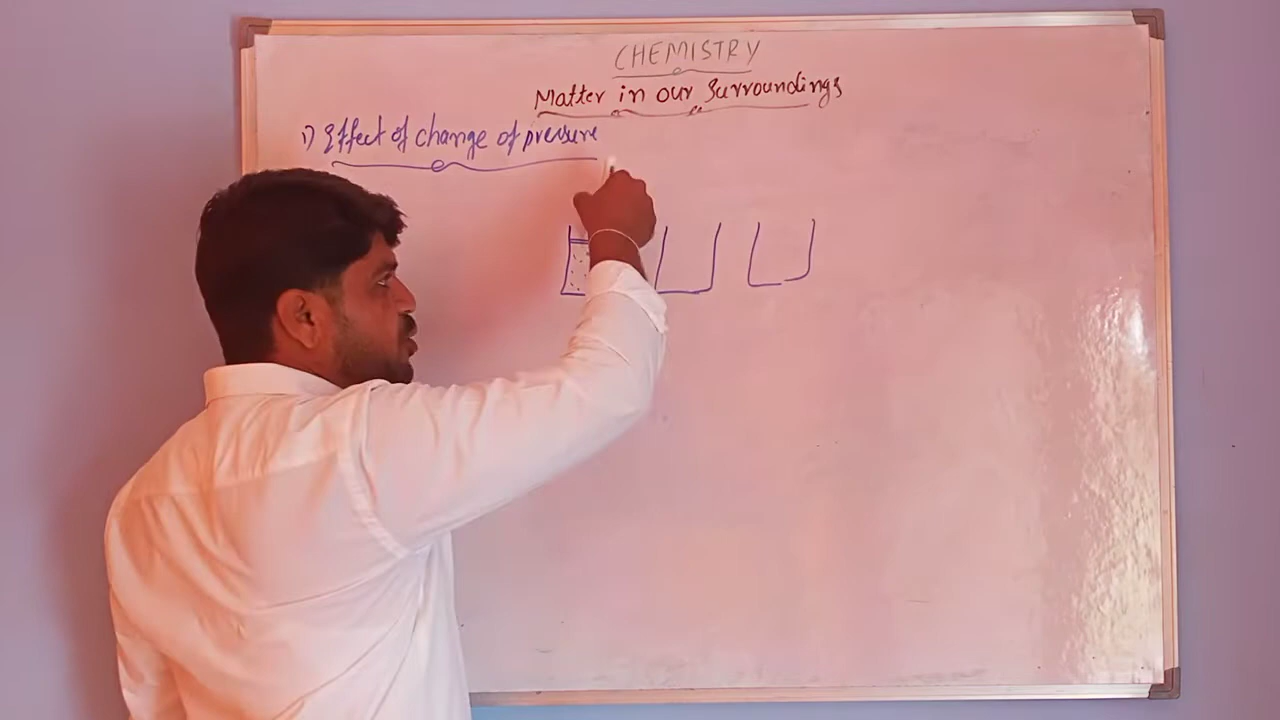 CHEMISTRY
Matter in our Surroundings
1) Effect of change of pressure